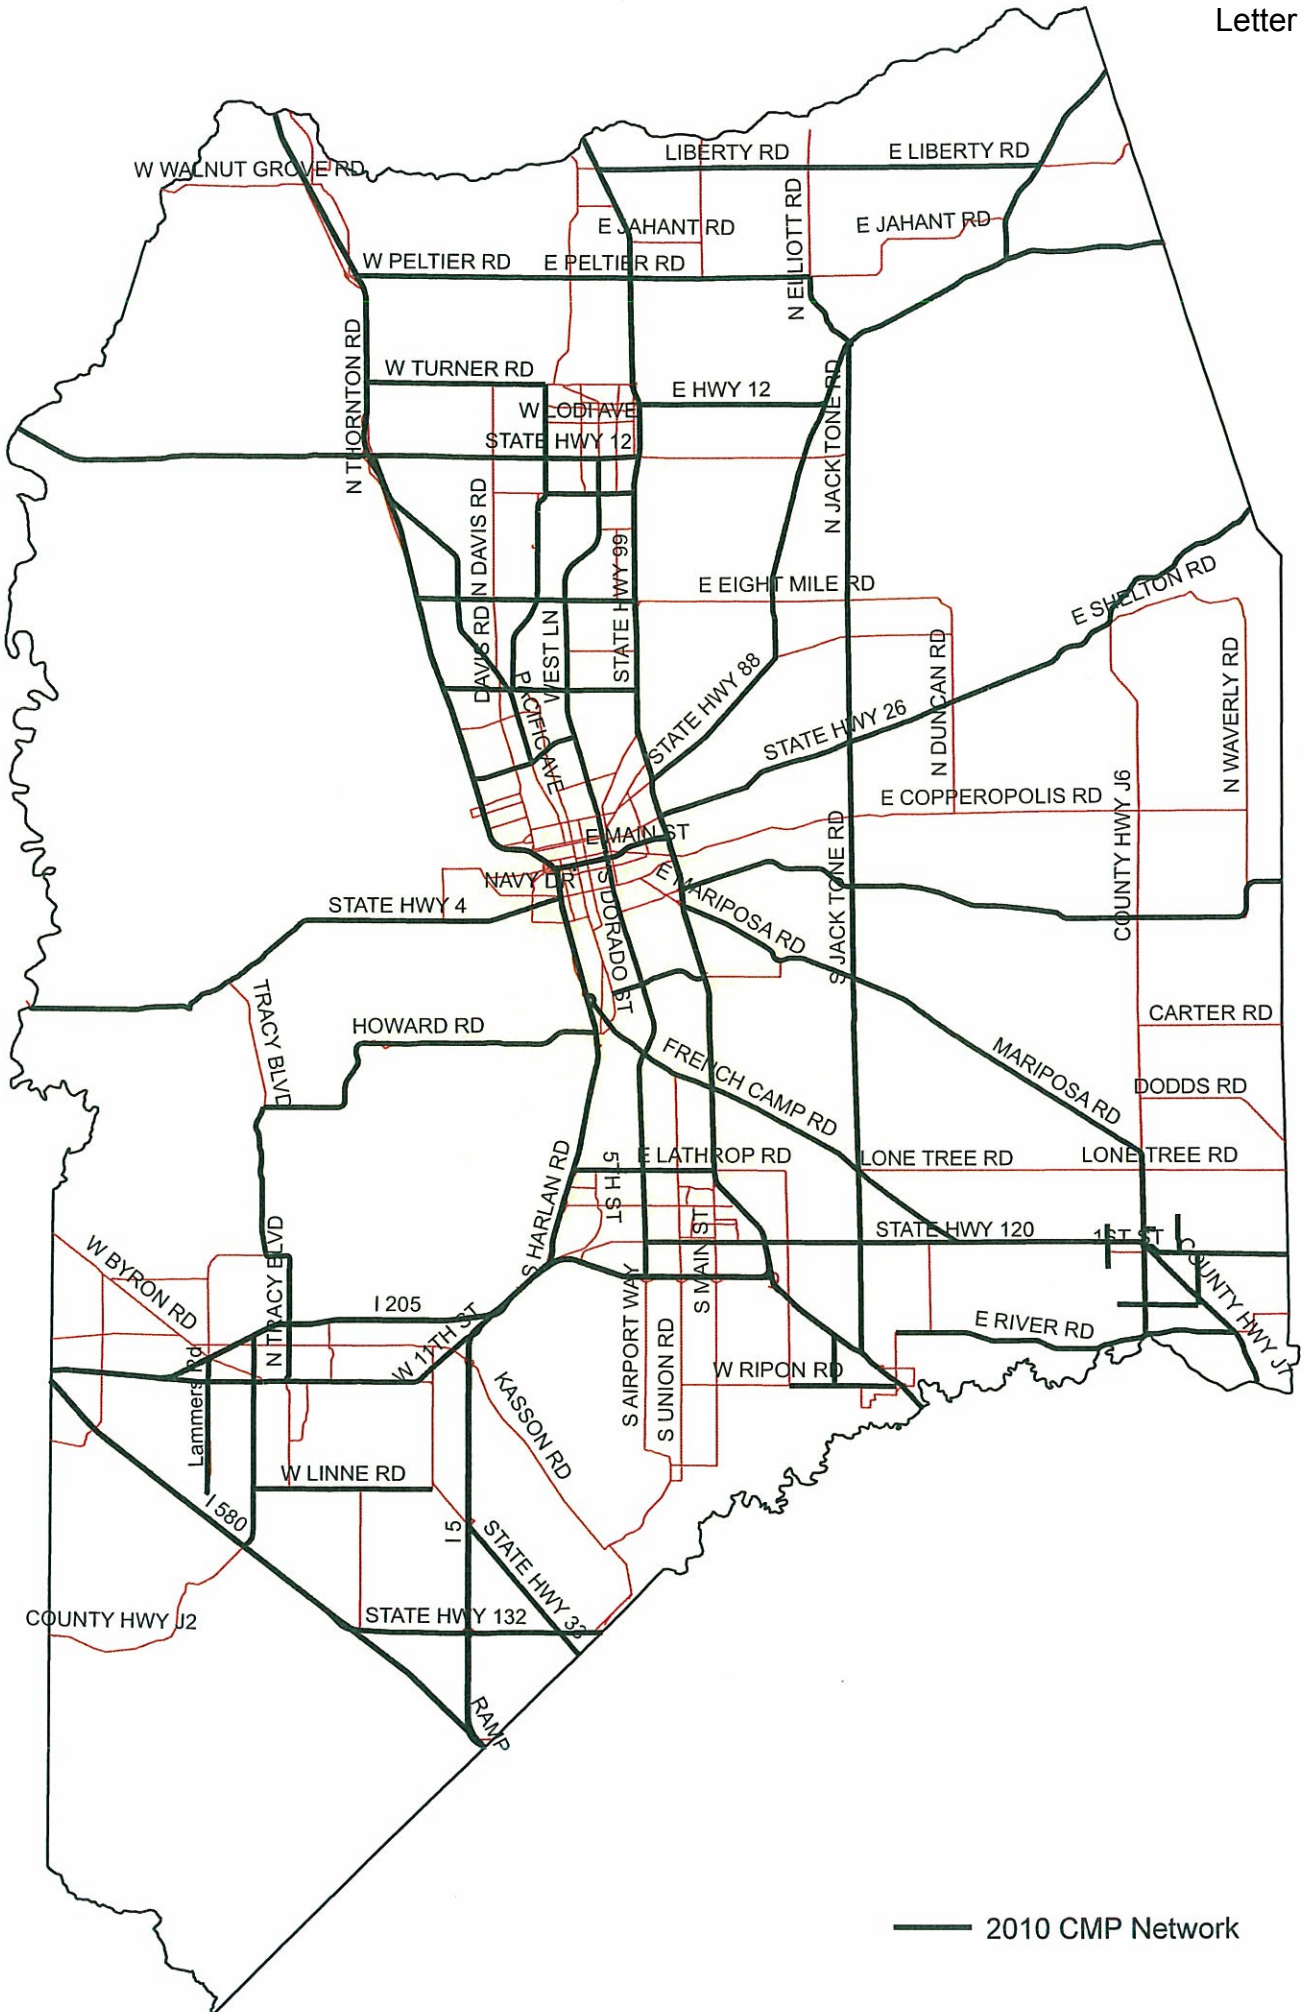 Letter
LIBERTY RD
E LIBERTY RD
W WALNUT GROVE RD
N ELLIOTT RD
E JAHANT RD
E JAHANT RD
W PELTIER RD
E PELTIER RD
N THORNTON RD
W TURNER RD
E HWY 12
W LODI AVE
STATE HWY 12
N JACK TONE RD
N DAVIS RD
STATE HWY 99
E EIGHT MILE RD
E SHELTON RD
DAVIS RD
WEST LN
N DUNCAN RD
N WAVERLY RD
PACIFIC AVE
STATE HWY 88
STATE HWY 26
COUNTY HWY J6
E COPPEROPOLIS RD
E MAIN ST
S JACK TONE RD
NAVY DR
E MARIPOSA RD
S DORADO ST
STATE HWY 4
TRACY BLVD
HOWARD RD
CARTER RD
FRENCH CAMP RD
MARIPOSA RD
DODDS RD
S HARLAN RD
5TH ST
E LATHROP RD
LONE TREE RD
LONE TREE RD
STATE HWY 120
1ST ST
COUNTY HWY J7
W BYRON RD
N TRACY BLVD
I 205
S AIRPORT WAY
S MAIN ST
S UNION RD
E RIVER RD
W 11TH ST
W RIPON RD
Lammers Rd
KASSON RD
W LINNE RD
I 580
I 5
STATE HWY 33
COUNTY HWY J2
STATE HWY 132
RAMP
2010 CMP Network